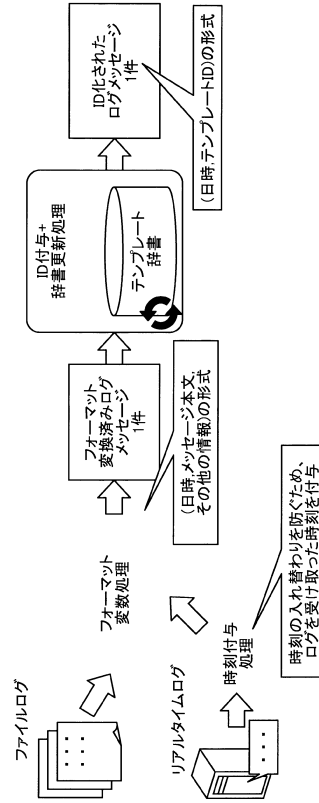 ファイルログ
リアルタイムログ
時刻付与
処理
時刻の入れ替わりを防ぐため、
ログを受け取った時刻を付与
フォーマット
変数処理
フォーマット
変換済みログ
メッセージ
1件
(日時,メッセージ本文,
その他の情報)の形式
ID付与+
辞書更新処理
テンプレート
辞書
ID化された
ログメッセージ
1件
(日時,テンプレートID)の形式